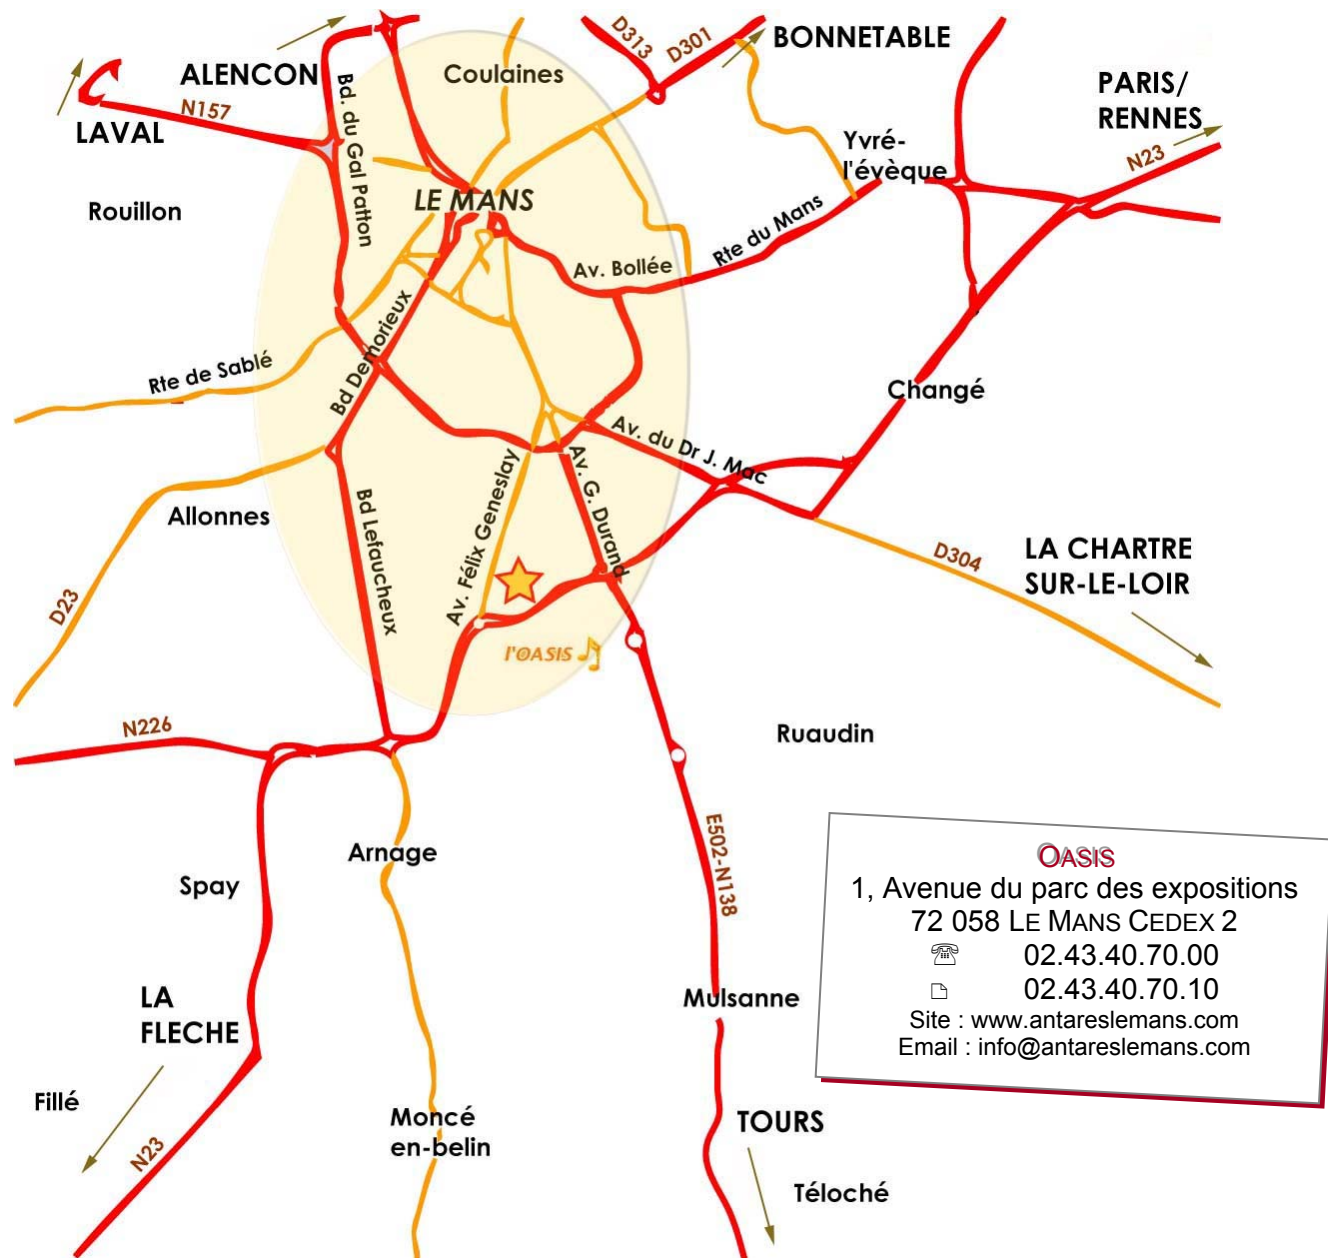 D313
D301
BONNETABLE
ALENCON
Coulaines
PARIS/
RENNES
N157
LAVAL
Bd. du Gal Patton
Yvré-
l'évèque
N23
LE MANS
Rouillon
Rte du Mans
Av. Bollée
Bd Demorieux
Rte de Sablé
Changé
Av. du Dr J. Mac
Av. G. Durand
Av. Félix Geneslay
Bd Lefaucheux
Allonnes
D304
LA CHARTRE
SUR-LE-LOIR
D23
l'OASIS
N226
Ruaudin
E502-N138
Arnage
Spay
OASIS
1, Avenue du parc des expositions
72 058 LE MANS CEDEX 2
02.43.40.70.00
02.43.40.70.10
Site : www.antareslemans.com
Email : info@antareslemans.com
LA
FLECHE
Mulsanne
Fillé
N23
Moncé
en-belin
TOURS
Téloché